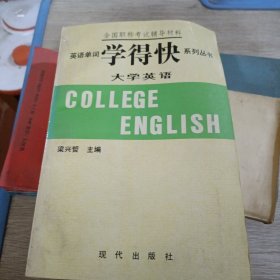 全国职称考试辅导材料
英语单词 学得快 系列丛书
大学英语
COLLEGE
ENGLISH
梁兴哲 主编
现代出版社